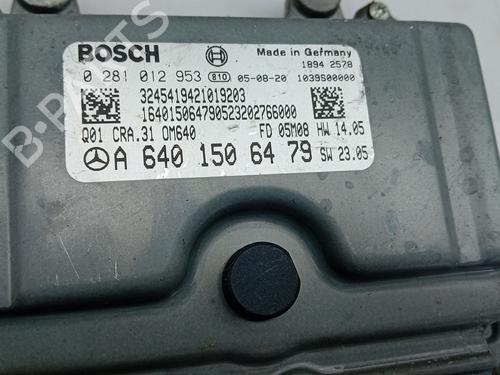 BOSCH Made in Germany
0 281 012 953 810 05-08-20 1894 2578
1039S00000
3245419421019203
16401506479052320276600​0
Q01 CRA.31 OM640 FD 05M08 HW 14.05
A 640 150 64 79 SW 23.05